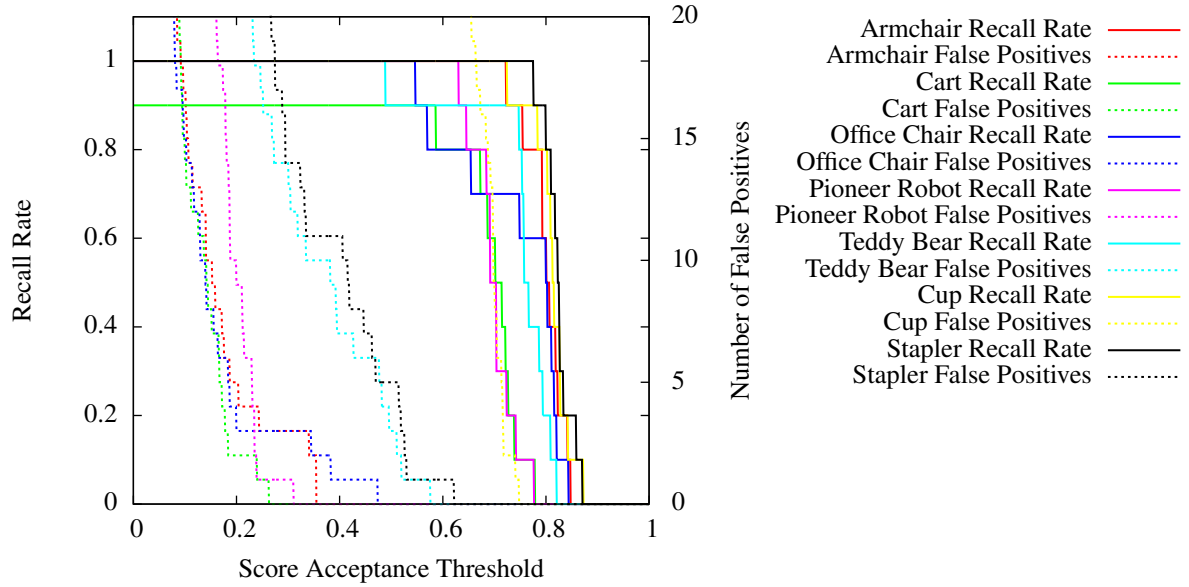 Recall Rate
1
0.8
0.6
0.4
0.2
0
0
0.2
0.4
0.6
0.8
1
Score Acceptance Threshold
20
15
10
5
0
Number of False Positives
Armchair Recall Rate
Armchair False Positives
Cart Recall Rate
Cart False Positives
Office Chair Recall Rate
Office Chair False Positives
Pioneer Robot Recall Rate
Pioneer Robot False Positives
Teddy Bear Recall Rate
Teddy Bear False Positives
Cup Recall Rate
Cup False Positives
Stapler Recall Rate
Stapler False Positives